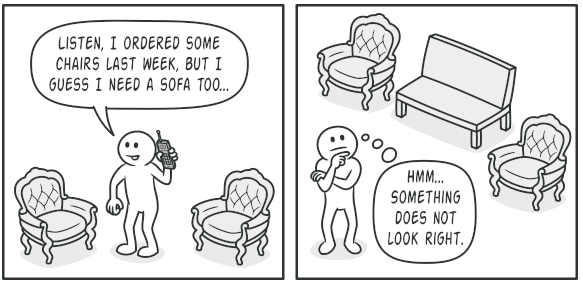 LISTEN, I ORDERED SOME
CHAIRS LAST WEEK, BUT I
GUESS I NEED A SOFA TOO...
HMM...
SOMETHING
DOES NOT
LOOK RIGHT.